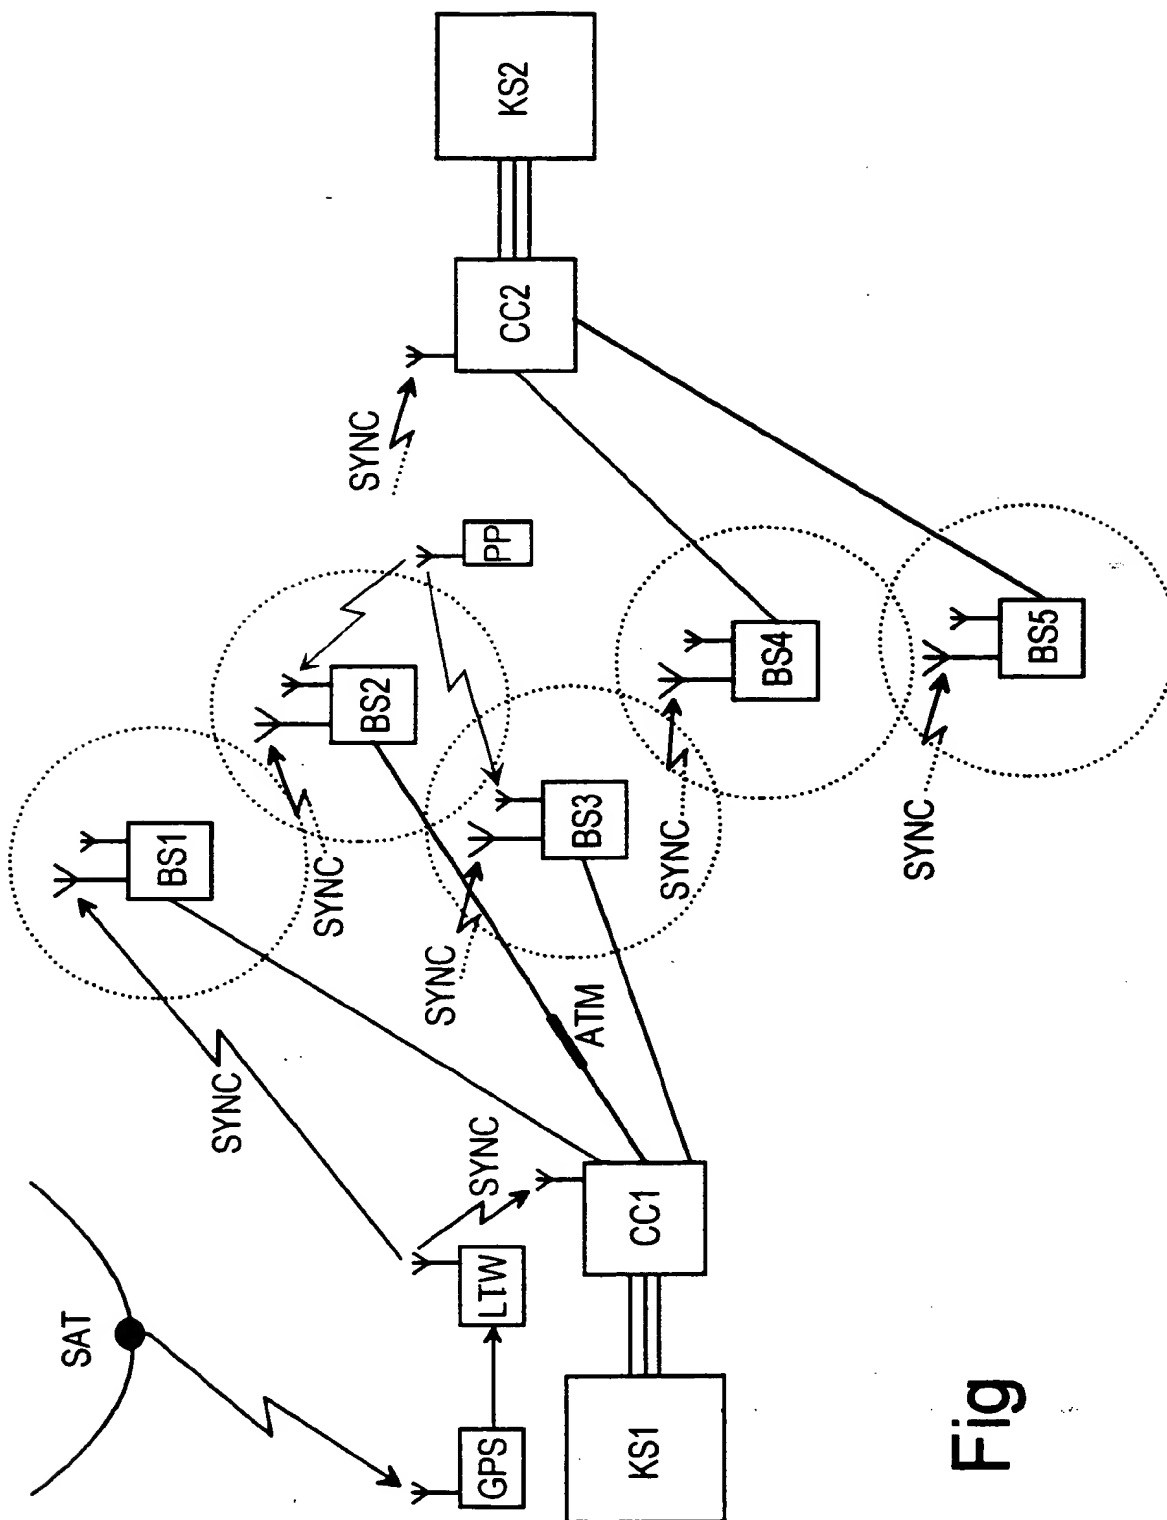 SAT
GPS
LTW
SYNC
SYNC
KS1
CC1
ATM
BS1
SYNC
BS2
SYNC
BS3
PP
SYNC
BS4
SYNC
BS5
SYNC
CC2
KS2
Fig